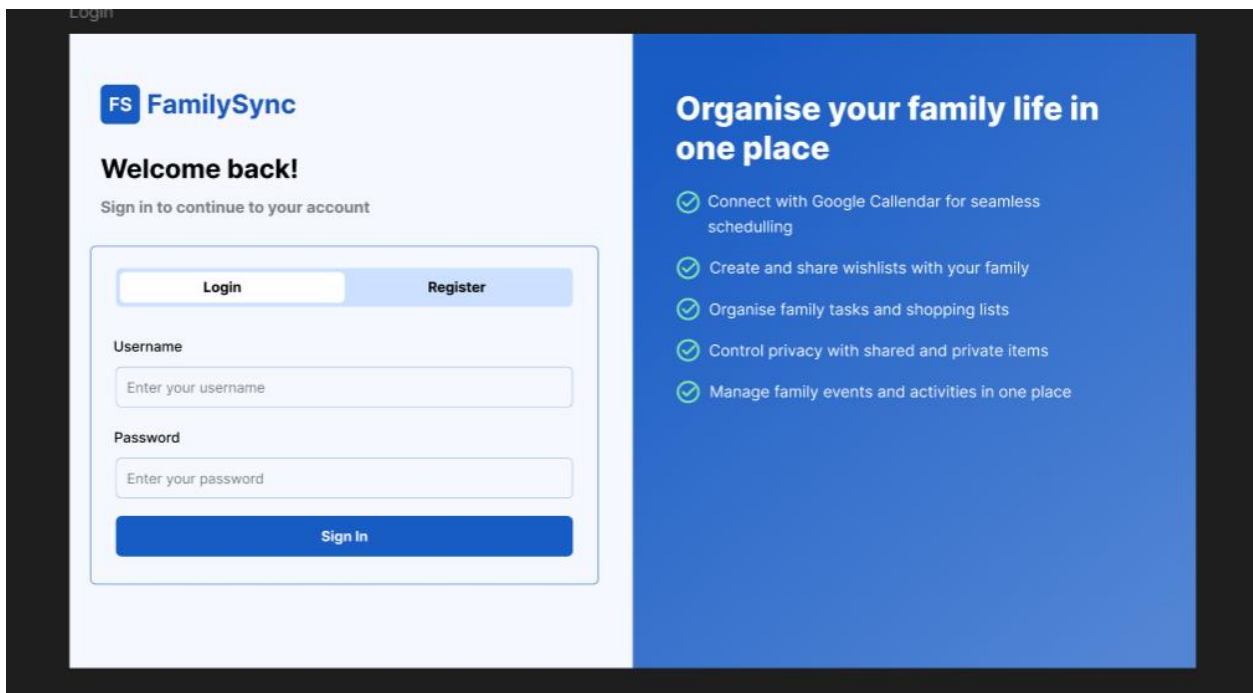 Login
FS FamilySync
Welcome back!
Sign in to continue to your account
Login Register
Username
Enter your username
Password
Enter your password
Sign In
Organise your family life in
one place
Connect with Google Callendar for seamless
schedulling
Create and share wishlists with your family
Organise family tasks and shopping lists
Control privacy with shared and private items
Manage family events and activities in one place